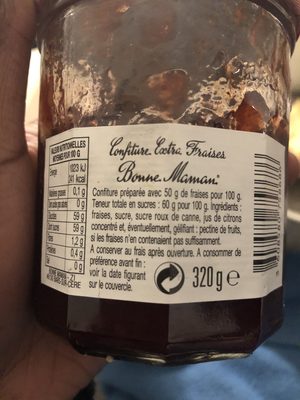 Confiture Extra Fraises
Bonne Maman
VALEURS NUTRITIONNELLES
MOYENNES POUR 100 G
1023 kJ
0,1 g
0 g
59 g
59 g
1,2 g
0,4 g
0 g
Confiture préparée avec 50 g de fraises pour 100 g.
Teneur totale en sucres : 60 g pour 100 g. Ingrédients :
fraises, sucre, sucre roux de canne, jus de citrons
concentré et, éventuellement, gélifiant : pectine de fruits,
si les fraises n'en contenaient pas suffisamment.
A conserver au frais après ouverture. A consommer de
préférence avant fin :
voir la date figurant
sur le couvercle.
320 g e